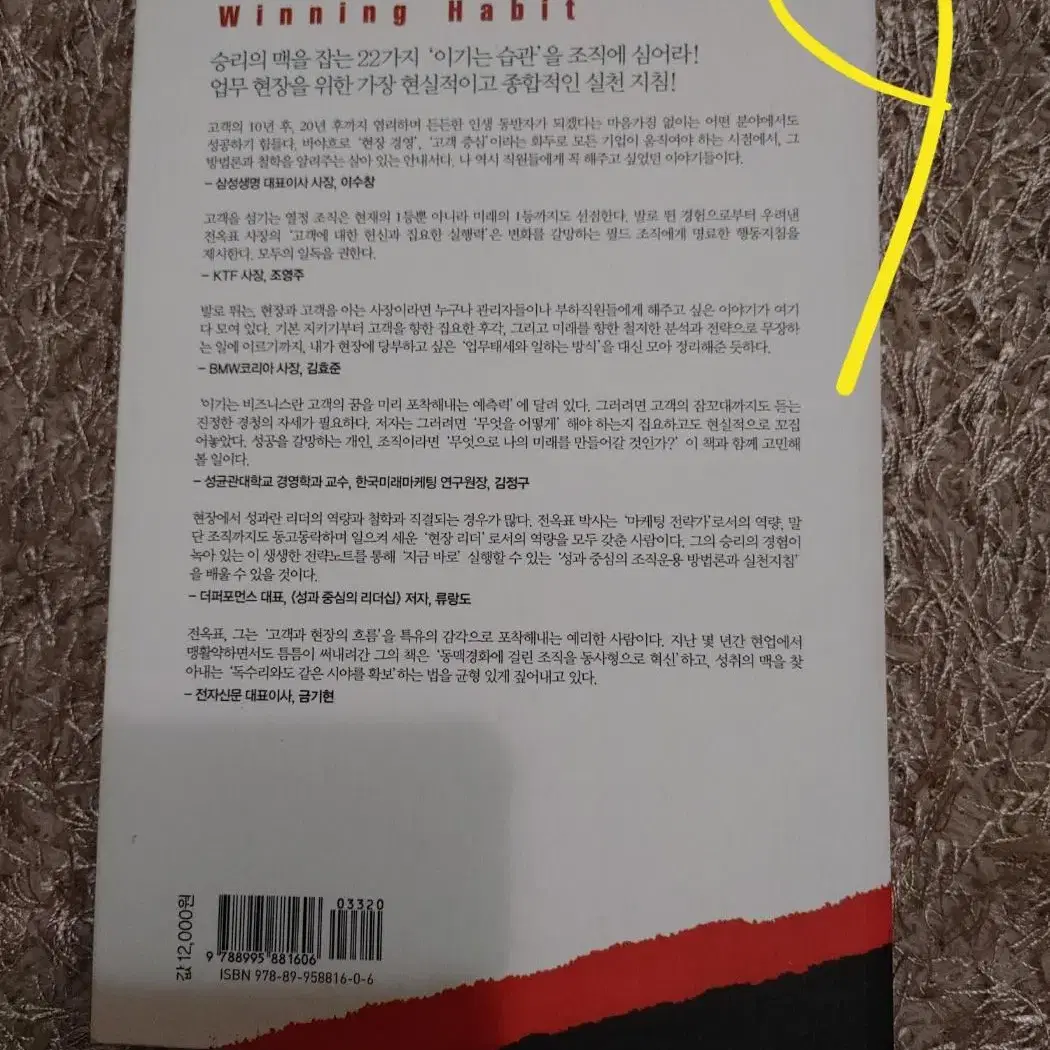 Winning Habit
승리의 맥을 잡는 22가지 ‘이기는 습관’을 조직에 심어라!
업무 현장을 위한 가장 현실적이고 종합적인 실천 지침!
고객의 10년 후, 20년 후까지 염려하며 든든한 인생 동반자가 되겠다는 마음가짐 없이는 어떤 분야에서도
성공하기 힘들다. 바야흐로 ‘현장 경영’, ‘고객 중심’이라는 화두로 모든 기업이 움직여야 하는 시점에서, 그
방법론과 철학을 알려주는 살아 있는 안내서다. 나 역시 직원들에게 꼭 해주고 싶었던 이야기들이다.
– 삼성생명 대표이사 사장, 이수창
고객을 섬기는 열정 조직은 현재의 1등뿐 아니라 미래의 1등까지도 선점한다. 발로 뛴 경험으로부터 우려낸
전옥표 사장의 ‘고객에 대한 헌신과 집요한 실행력’은 변화를 갈망하는 필드 조직에게 명료한 행동지침을
제시한다. 모두의 일독을 권한다.
– KTF 사장, 조영주
발로 뛰는, 현장과 고객을 아는 사장이라면 누구나 관리자들이나 부하직원들에게 해주고 싶은 이야기가 여기
다 모여 있다. 기본 지키기부터 고객을 향한 집요한 후각, 그리고 미래를 향한 철저한 분석과 전략으로 무장하
는 일에 이르기까지, 내가 현장에 당부하고 싶은 ‘업무태세와 일하는 방식’을 대신 모아 정리해준 듯하다.
– BMW코리아 사장, 김효준
‘이기는 비즈니스란 고객의 꿈을 미리 포착해내는 예측력’에 달려 있다. 그러려면 고객의 잠꼬대까지도 듣는
진정한 경청의 자세가 필요하다. 저자는 그러려면 ‘무엇을 어떻게’ 해야 하는지 집요하고도 현실적으로 꼬집
어놓았다. 성공을 갈망하는 개인, 조직이라면 ‘무엇으로 나의 미래를 만들어갈 것인가?’ 이 책과 함께 고민해
볼 일이다.
– 성균관대학교 경영학과 교수, 한국미래마케팅 연구원장, 김정구
현장에서 성과란 리더의 역량과 철학과 직결되는 경우가 많다. 전옥표 박사는 ‘마케팅 전략가’로서의 역량, 말
단 조직까지도 동고동락하며 일으켜 세운 ‘현장 리더’로서의 역량을 모두 갖춘 사람이다. 그의 승리의 경험이
녹아 있는 이 생생한 전략노트를 통해 ‘지금 바로’ 실행할 수 있는 ‘성과 중심의 조직운용 방법론과 실천지침’
을 배울 수 있을 것이다.
– 더퍼포먼스 대표, 《성과 중심의 리더십》 저자, 류랑도
전옥표, 그는 ‘고객과 현장의 흐름’을 특유의 감각으로 포착해내는 예리한 사람이다. 지난 몇 년간 현업에서
맹활약하면서도 틈틈이 써내려간 그의 책은 ‘동맥경화에 걸린 조직을 동사형으로 혁신’하고, 성취의 맥을 찾
아내는 ‘독수리와도 같은 시야를 확보’하는 법을 균형 있게 짚어내고 있다.
– 전자신문 대표이사, 금기현
값 12,000원
03320
9 788995 881606
ISBN 978-89-958816-0-6